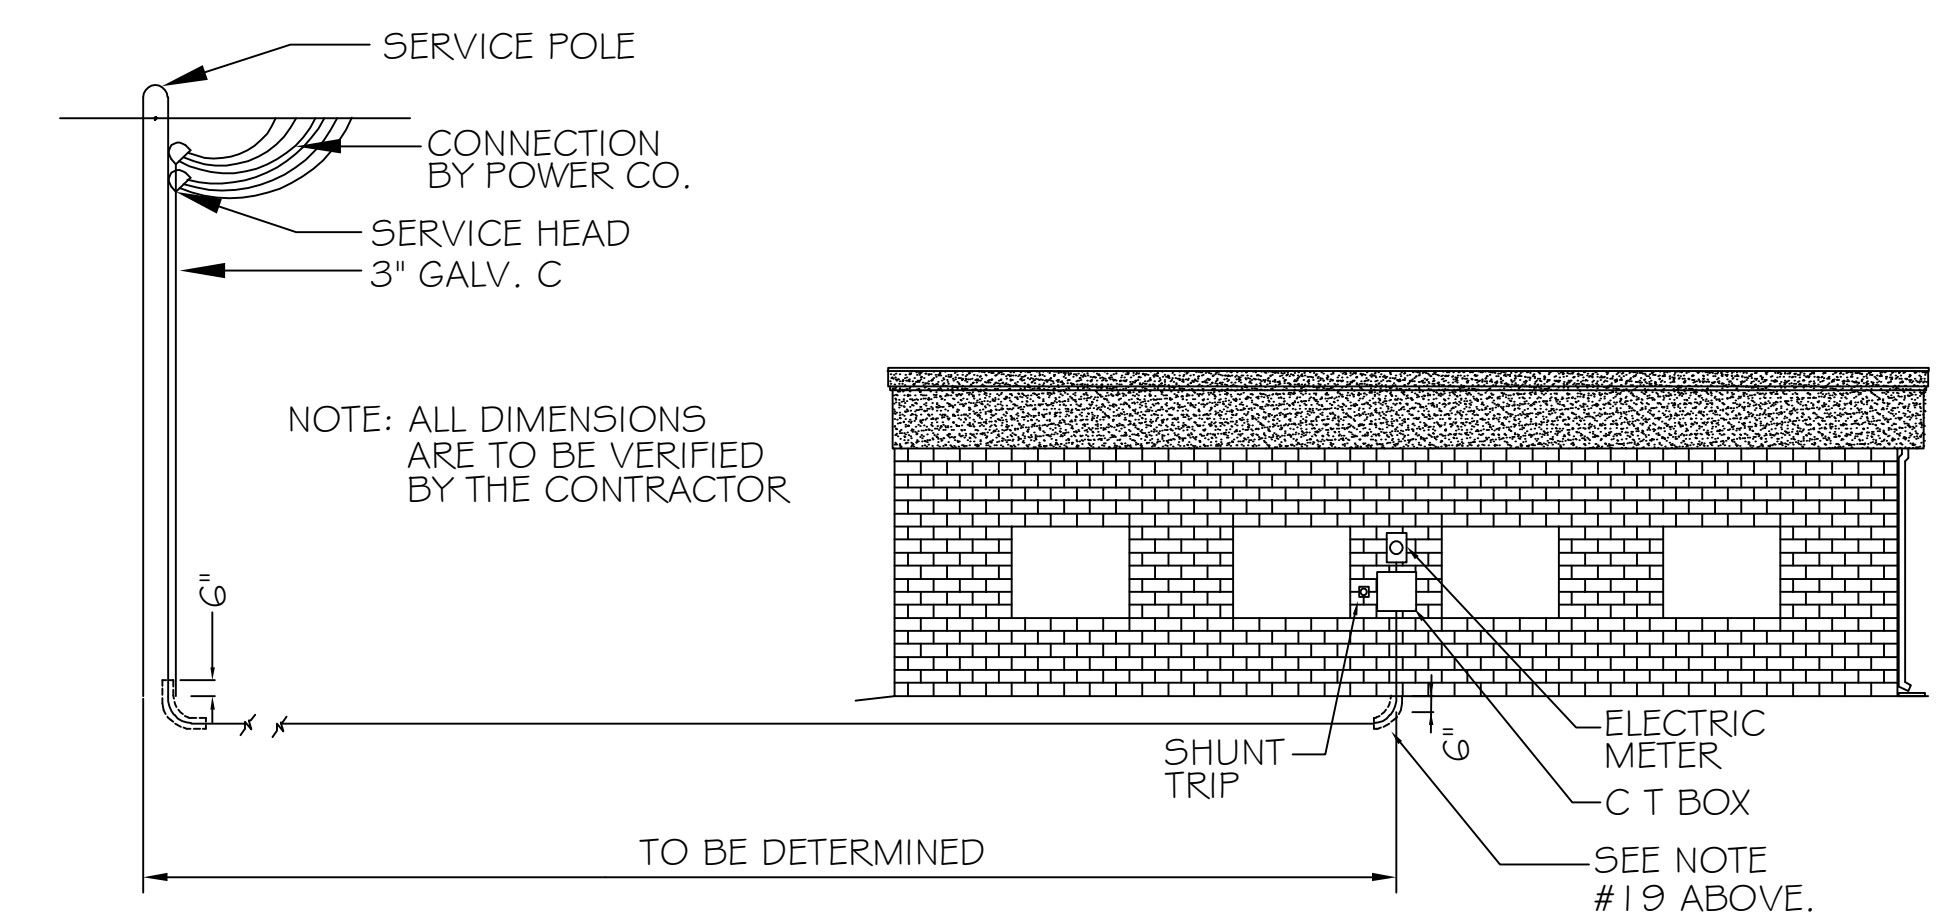 SERVICE POLE
CONNECTION
BY POWER CO.
SERVICE HEAD
3" GALV. C
NOTE: ALL DIMENSIONS
ARE TO BE VERIFIED
BY THE CONTRACTOR
6"
6"
SHUNT
TRIP
ELECTRIC
METER
C T BOX
TO BE DETERMINED
SEE NOTE
#19 ABOVE.